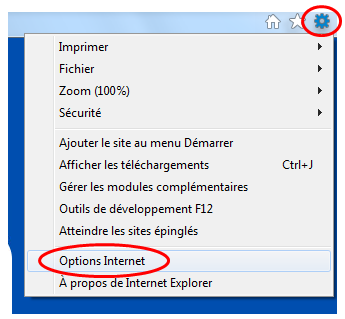 Imprimer
Fichier
Zoom (100%)
Sécurité
Ajouter le site au menu Démarrer
Afficher les téléchargements Ctrl+J
Gérer les modules complémentaires
Outils de développement F12
Atteindre les sites épinglés
Options Internet
À propos de Internet Explorer